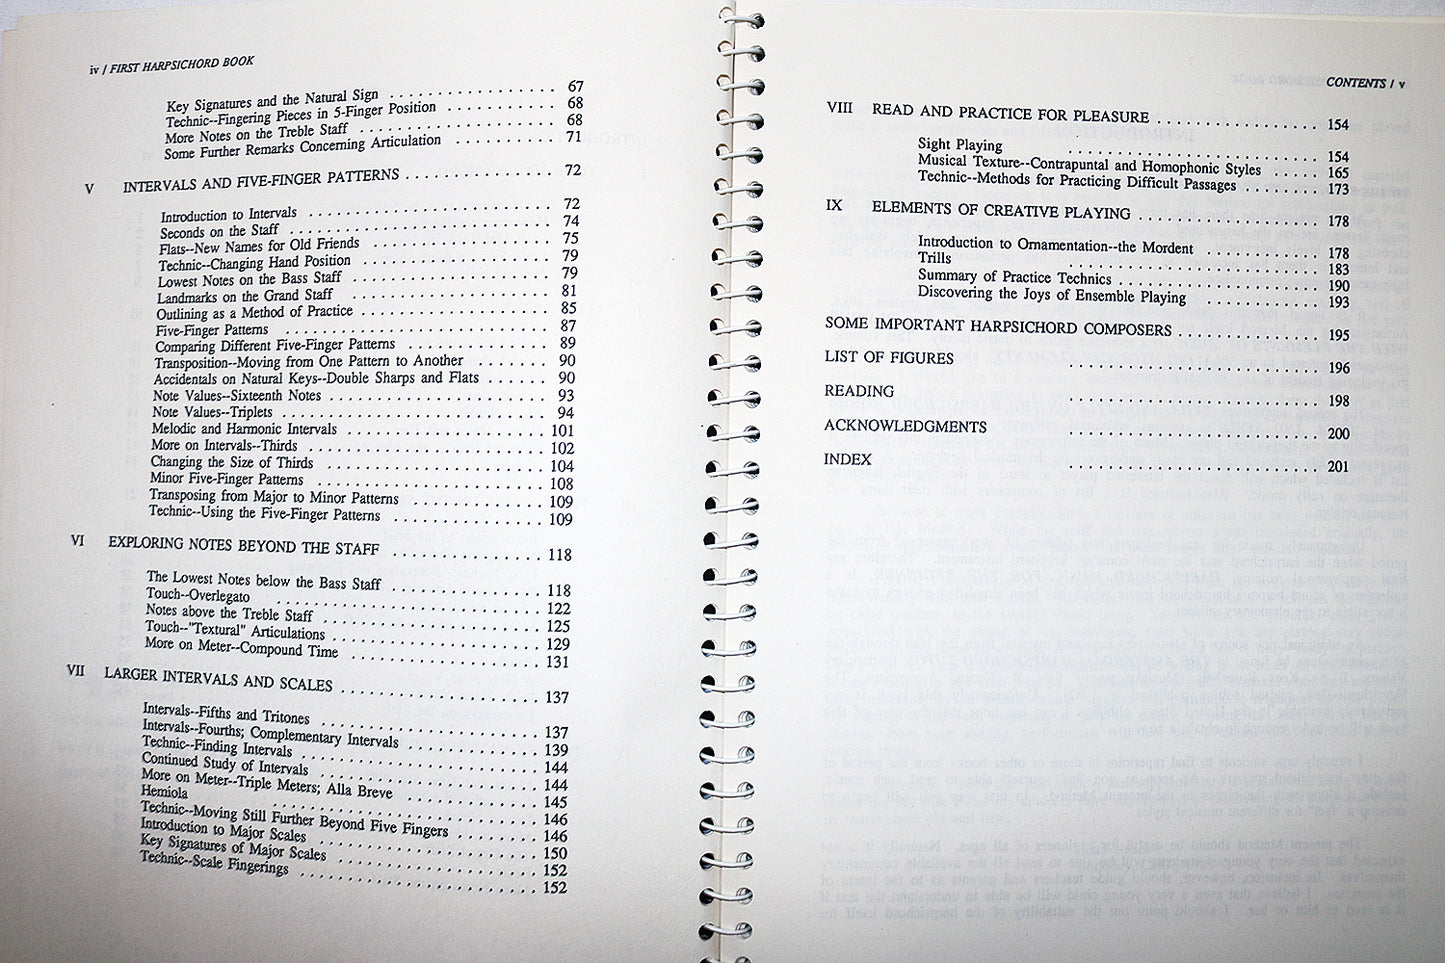 iv / FIRST HARPSICHORD BOOK
Key Signatures and the Natural Sign . . . . . . . . . . . . . . . . . . 67
Technic--Fingering Pieces in 5-Finger Position . . . . . . . . . . . . 68
More Notes on the Treble Staff . . . . . . . . . . . . . . . . . . . . . 68
Some Further Remarks Concerning Articulation . . . . . . . . . . . 71
V INTERVALS AND FIVE-FINGER PATTERNS . . . . . . . . . . . . . . . . 72
Introduction to Intervals . . . . . . . . . . . . . . . . . . . . . . . . 72
Seconds on the Staff . . . . . . . . . . . . . . . . . . . . . . . . . . 74
Flats--New Names for Old Friends . . . . . . . . . . . . . . . . . . . 75
Technic--Changing Hand Position . . . . . . . . . . . . . . . . . . . . 79
Lowest Notes on the Bass Staff . . . . . . . . . . . . . . . . . . . . . 79
Landmarks on the Grand Staff . . . . . . . . . . . . . . . . . . . . . 81
Outlining as a Method of Practice . . . . . . . . . . . . . . . . . . . . 85
Five-Finger Patterns . . . . . . . . . . . . . . . . . . . . . . . . . . 87
Comparing Different Five-Finger Patterns . . . . . . . . . . . . . . . 89
Transposition--Moving from One Pattern to Another . . . . . . . . . 90
Accidentals on Natural Keys--Double Sharps and Flats . . . . . . . 90
Note Values--Sixteenth Notes . . . . . . . . . . . . . . . . . . . . . . 93
Note Values--Triplets . . . . . . . . . . . . . . . . . . . . . . . . . . 94
Melodic and Harmonic Intervals . . . . . . . . . . . . . . . . . . . . 101
More on Intervals--Thirds . . . . . . . . . . . . . . . . . . . . . . . . 102
Changing the Size of Thirds . . . . . . . . . . . . . . . . . . . . . . 104
Minor Five-Finger Patterns . . . . . . . . . . . . . . . . . . . . . . . 108
Transposing from Major to Minor Patterns . . . . . . . . . . . . . . 109
Technic--Using the Five-Finger Patterns . . . . . . . . . . . . . . . 109
VI EXPLORING NOTES BEYOND THE STAFF . . . . . . . . . . . . . . . 118
The Lowest Notes below the Bass Staff . . . . . . . . . . . . . . . . 118
Touch--Overlegato . . . . . . . . . . . . . . . . . . . . . . . . . . . 122
Notes above the Treble Staff . . . . . . . . . . . . . . . . . . . . . . 125
Touch--"Textural" Articulations . . . . . . . . . . . . . . . . . . . . . 129
More on Meter--Compound Time . . . . . . . . . . . . . . . . . . . 131
VII LARGER INTERVALS AND SCALES . . . . . . . . . . . . . . . . . . . . 137
Intervals--Fifths and Tritones . . . . . . . . . . . . . . . . . . . . . . 137
Intervals--Fourths; Complementary Intervals . . . . . . . . . . . . . . 139
Technic--Finding Intervals . . . . . . . . . . . . . . . . . . . . . . . . 144
Continued Study of Intervals . . . . . . . . . . . . . . . . . . . . . . 144
More on Meter--Triple Meters; Alla Breve . . . . . . . . . . . . . . . 145
Hemiola . . . . . . . . . . . . . . . . . . . . . . . . . . . 146
Technic--Moving Still Further Beyond Five Fingers . . . . . . . . . 146
Introduction to Major Scales . . . . . . . . . . . . . . . . . . . . . . 150
Key Signatures of Major Scales . . . . . . . . . . . . . . . . . . . . 152
Technic--Scale Fingerings . . . . . . . . . . . . . . . . . . . . . . . . 152
CONTENTS / v
VIII READ AND PRACTICE FOR PLEASURE . . . . . . . . . . . . . . . . . 154
Sight Playing . . . . . . . . . . . . . . . . . . . . . . . . . . 154
Musical Texture--Contrapuntal and Homophonic Styles . . . . . 165
Technic--Methods for Practicing Difficult Passages . . . . . . . . 173
IX ELEMENTS OF CREATIVE PLAYING . . . . . . . . . . . . . . . . . . . 178
Introduction to Ornamentation--the Mordent . . . . . . . . . . . . 178
Trills . . . . . . . . . . . . . . . . . . . . . . . . . . 183
Summary of Practice Technics . . . . . . . . . . . . . . . . . . . . . 190
Discovering the Joys of Ensemble Playing . . . . . . . . . . . . 193
SOME IMPORTANT HARPSICHORD COMPOSERS . . . . . . . . . . . . . . . 195
LIST OF FIGURES . . . . . . . . . . . . . . . . . . . . . . . . . . 196
READING . . . . . . . . . . . . . . . . . . . . . . . . . . 198
ACKNOWLEDGMENTS . . . . . . . . . . . . . . . . . . . . . . . . . . 200
INDEX . . . . . . . . . . . . . . . . . . . . . . . . . . 201